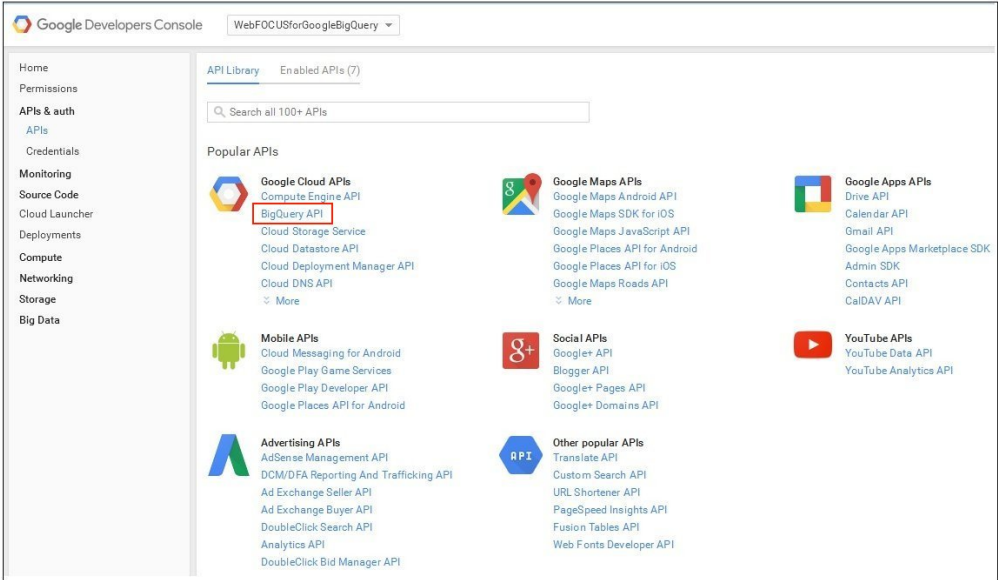 Google Developers Console
WebFOCUSforGoogleBigQuery
Home
Permissions
APIs & auth
APIs
Credentials
Monitoring
Source Code
Cloud Launcher
Deployments
Compute
Networking
Storage
Big Data
API Library
Enabled APIs (7)
Search all 100+ APIs
Popular APIs
Google Cloud APIs
Compute Engine API
BigQuery API
Cloud Storage Service
Cloud Datastore API
Cloud Deployment Manager API
Cloud DNS API
More
8
Google Maps APIs
Google Maps Android API
Google Maps SDK for iOS
Google Maps JavaScript API
Google Places API for Android
Google Places API for iOS
Google Maps Roads API
More
Google Apps APIs
Drive API
Calendar API
Gmail API
Google Apps Marketplace SDK
Admin SDK
Contacts API
CalDAV API
Mobile APIs
Cloud Messaging for Android
Google Play Game Services
Google Play Developer API
Google Places API for Android
8+
Social APIs
Google+ API
Blogger API
Google+ Pages API
Google+ Domains API
YouTube APIs
YouTube Data API
YouTube Analytics API
Advertising APIs
AdSense Management API
DCM/DFA Reporting And Trafficking API
Ad Exchange Seller API
Ad Exchange Buyer API
DoubleClick Search API
Analytics API
DoubleClick Bid Manager API
API
Other popular APIs
Translate API
Custom Search API
URL Shortener API
PageSpeed Insights API
Fusion Tables API
Web Fonts Developer API